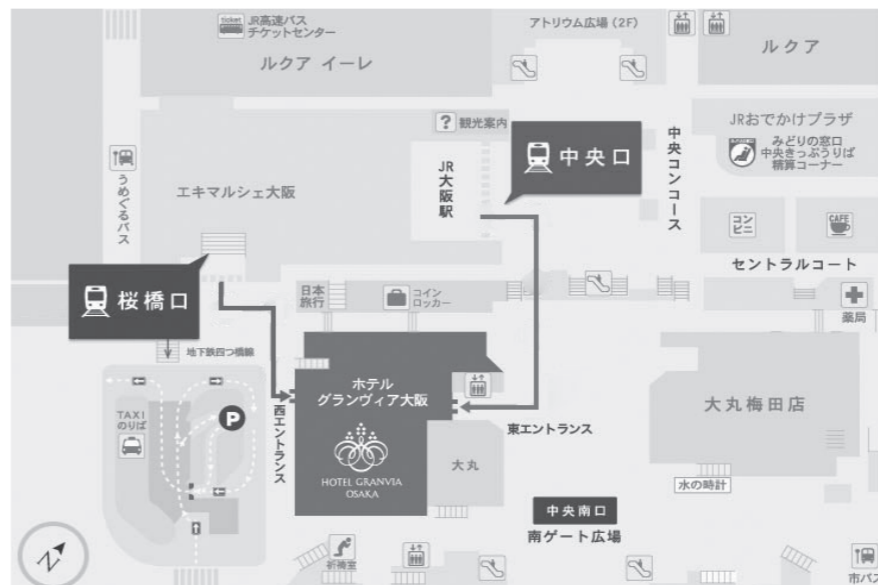 ticket
JR高速バス
チケットセンター
ルクア イーレ
アトリウム広場(2F)
ルクア
うめぐるバス
エキマルシェ大阪
? 観光案内
JR大阪駅
中央口
中央コンコース
JRおでかけプラザ
みどりの窓口
中央きっぷうりば
精算コーナー
コン
ビニ
CAFE
セントラルコート
桜橋口
日本
旅行
コイン
ロッカー
薬局
地下鉄四つ橋線
TAXI
のりば
P
西エントランス
ホテル
グランヴィア大阪
HOTEL GRANVIA
OSAKA
東エントランス
大丸
大丸梅田店
水の時計
中央南口
南ゲート広場
祈祷室
市バス
N